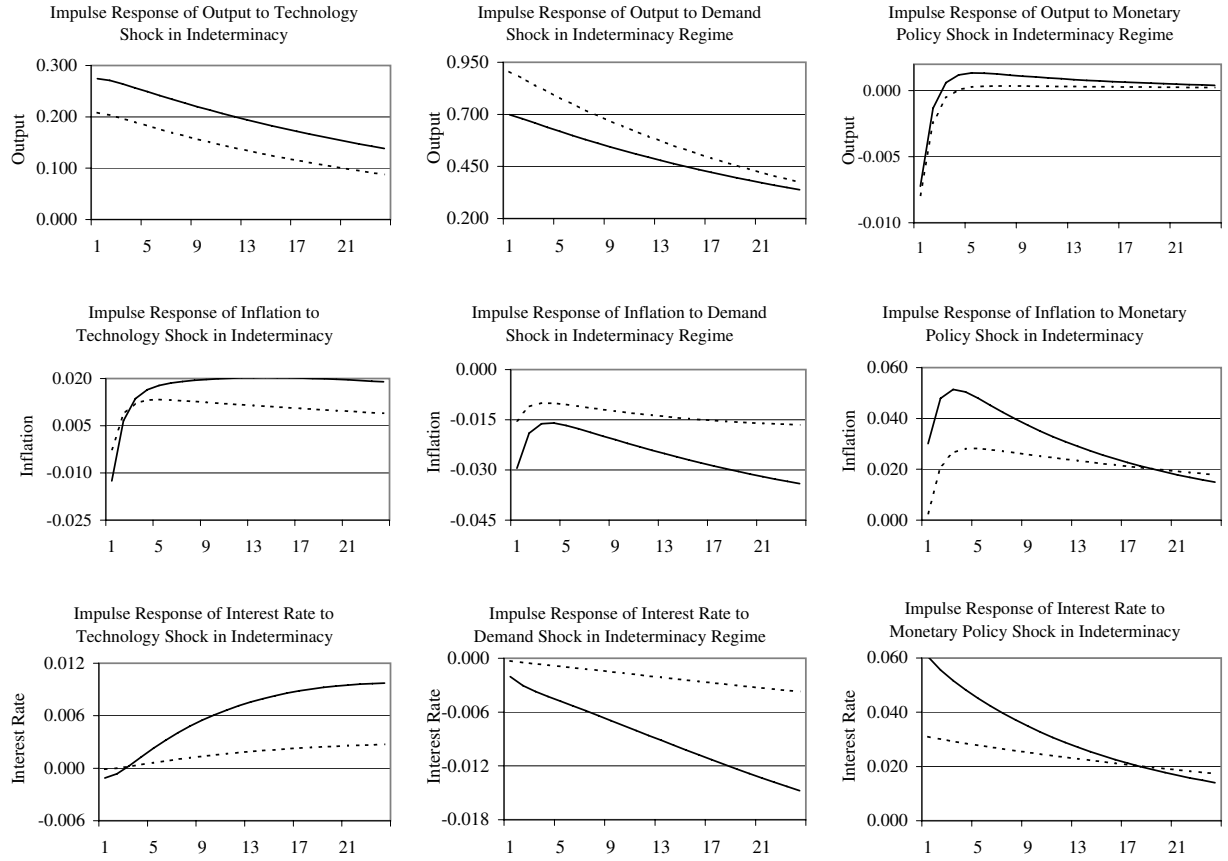 Impulse Response of Output to Technology
Shock in Indeterminacy
0.300
0.200
0.100
0.000
Output
1 5 9 13 17 21
Impulse Response of Output to Demand
Shock in Indeterminacy Regime
0.950
0.700
0.450
0.200
Output
1 5 9 13 17 21
Impulse Response of Output to Monetary
Policy Shock in Indeterminacy Regime
0.000
-0.005
-0.010
Output
1 5 9 13 17 21
Impulse Response of Inflation to
Technology Shock in Indeterminacy
0.020
0.005
-0.010
-0.025
Inflation
1 5 9 13 17 21
Impulse Response of Inflation to Demand
Shock in Indeterminacy Regime
0.000
-0.015
-0.030
-0.045
Inflation
1 5 9 13 17 21
Impulse Response of Inflation to Monetary
Policy Shock in Indeterminacy
0.060
0.040
0.020
0.000
Inflation
1 5 9 13 17 21
Impulse Response of Interest Rate to
Technology Shock in Indeterminacy
0.012
0.006
0.000
-0.006
Interest Rate
1 5 9 13 17 21
Impulse Response of Interest Rate to
Demand Shock in Indeterminacy Regime
0.000
-0.006
-0.012
-0.018
Interest Rate
1 5 9 13 17 21
Impulse Response of Interest Rate to
Monetary Policy Shock in Indeterminacy
0.060
0.040
0.020
0.000
Interest Rate
1 5 9 13 17 21